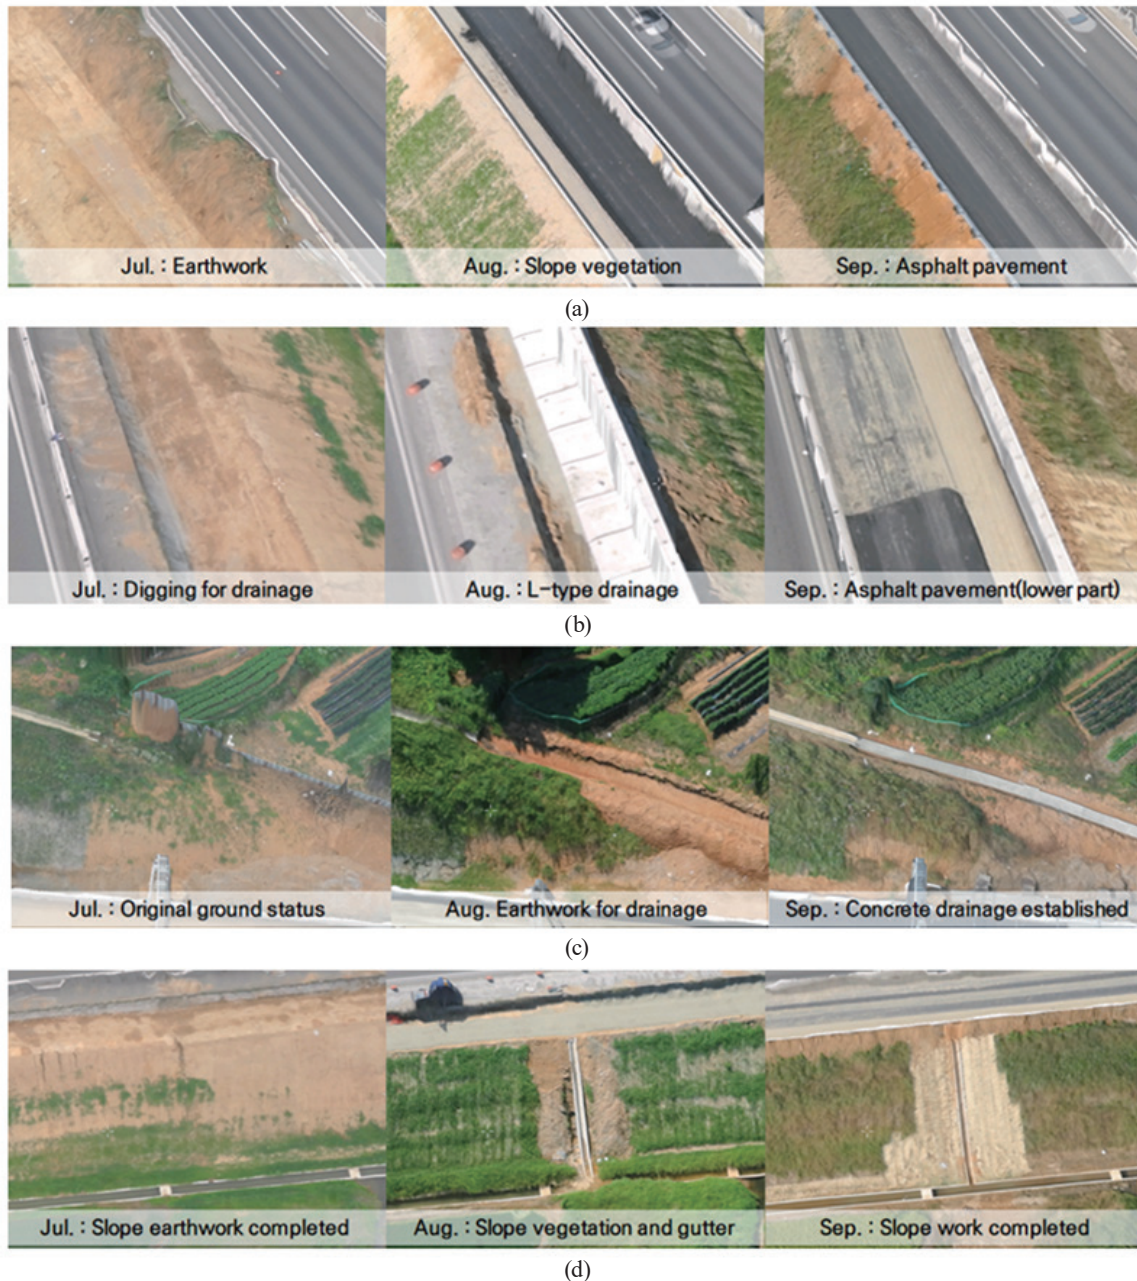 Jul. : Earthwork
Aug. : Slope vegetation
Sep. : Asphalt pavement
(a)
Jul. : Digging for drainage
Aug. : L-type drainage
Sep. : Asphalt pavement(lower part)
(b)
Jul. : Original ground status
Aug. Earthwork for drainage
Sep. : Concrete drainage established
(c)
Jul. : Slope earthwork completed
Aug. : Slope vegetation and gutter
Sep. : Slope work completed
(d)